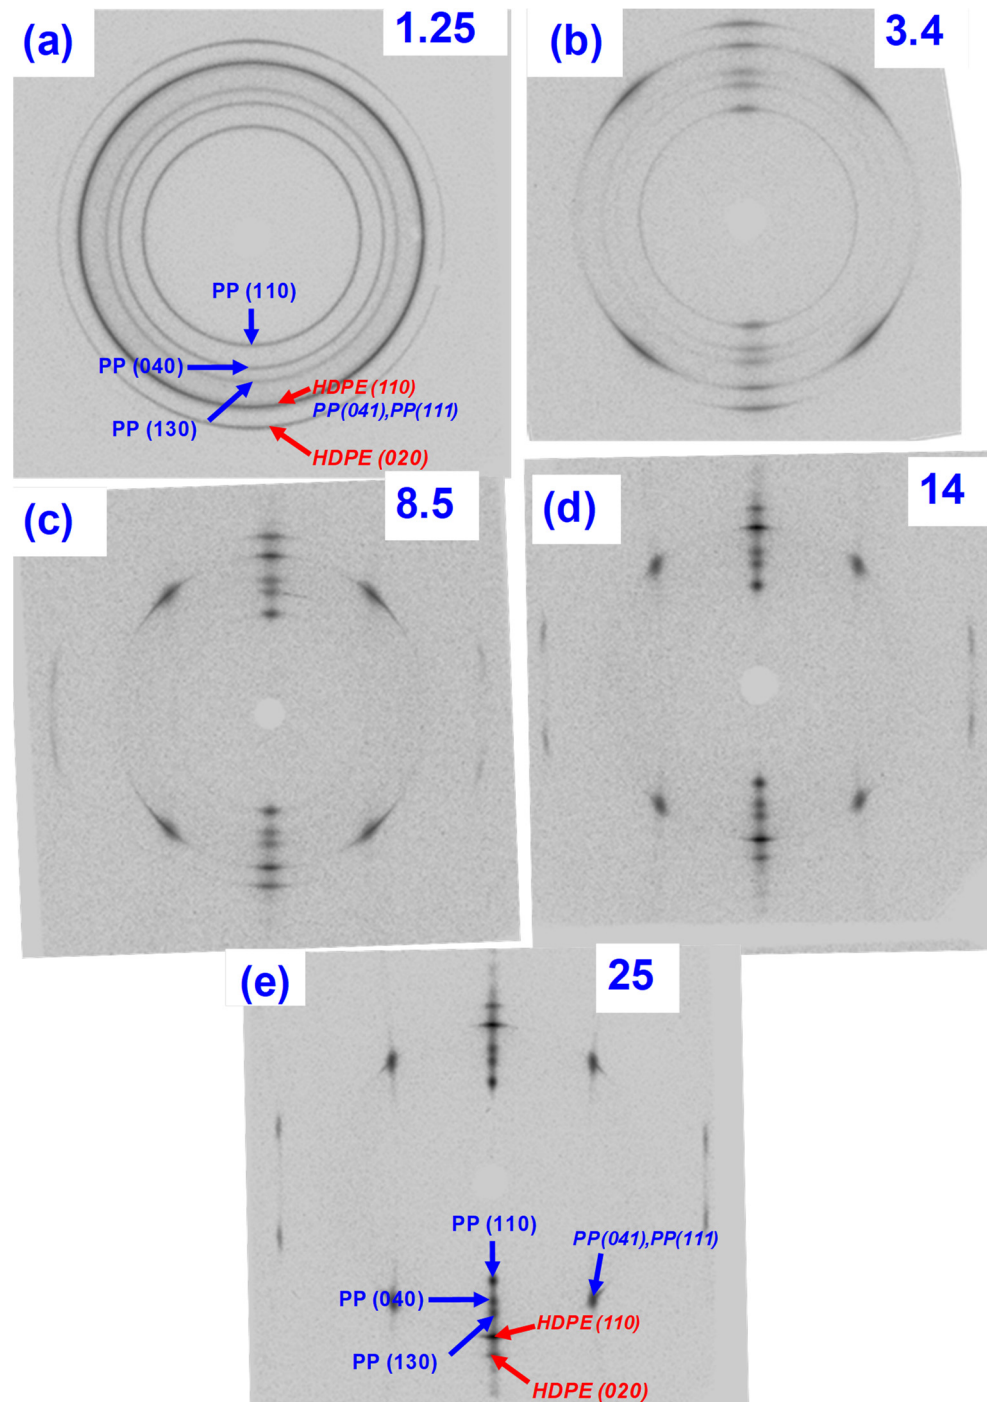 (a)
1.25
PP (110)
PP (040)
HDPE (110)
PP(041),PP(111)
PP (130)
HDPE (020)
(b)
3.4
(c)
8.5
(d)
14
(e)
25
PP (110)
PP(041),PP(111)
PP (040)
HDPE (110)
PP (130)
HDPE (020)